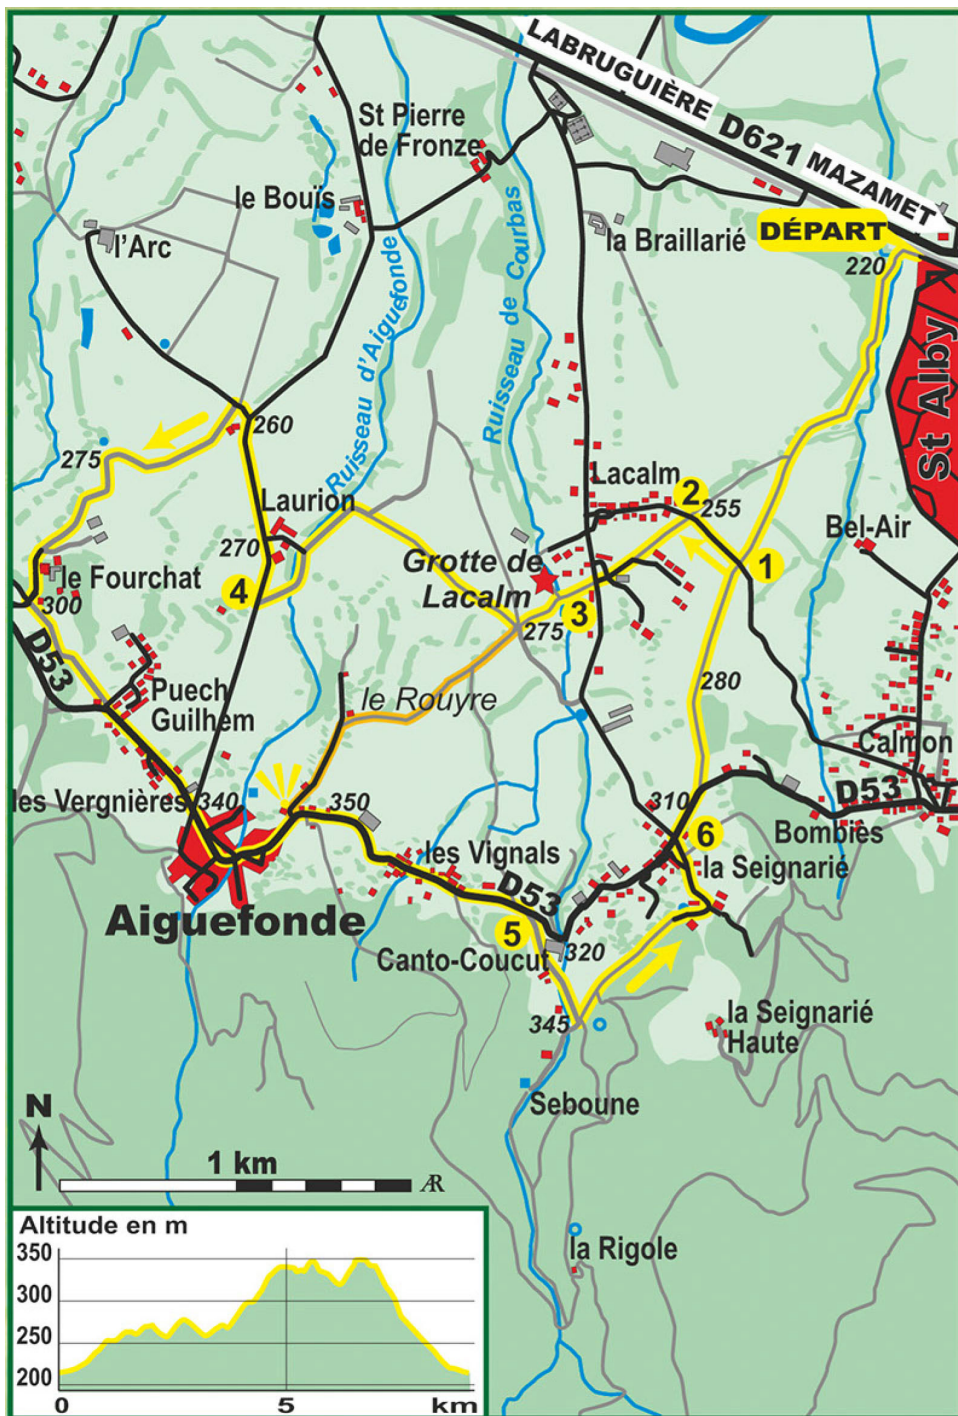 LABRUGUIÈRE
D621
MAZAMET
DÉPART
220
St Alby
St Pierre
de Fronze
le Bouïs
l'Arc
la Braillarié
Ruisseau de Courbas
Ruisseau d'Aiguefonde
260
275
Lacalm
2
255
Bel-Air
Laurion
270
Grotte de
Lacalm
1
le Fourchat
4
3
300
275
D53
280
Puech
Guilhem
le Rouyre
Calmon
les Vergnières
340
350
310
D53
Bombiès
6
les Vignals
la Seignarié
D53
Aiguefonde
5
Canto-Coucut
320
345
la Seignarié
Haute
Seboune
N
1 km
AR
la Rigole
Altitude en m
350
300
250
200
0
5
km